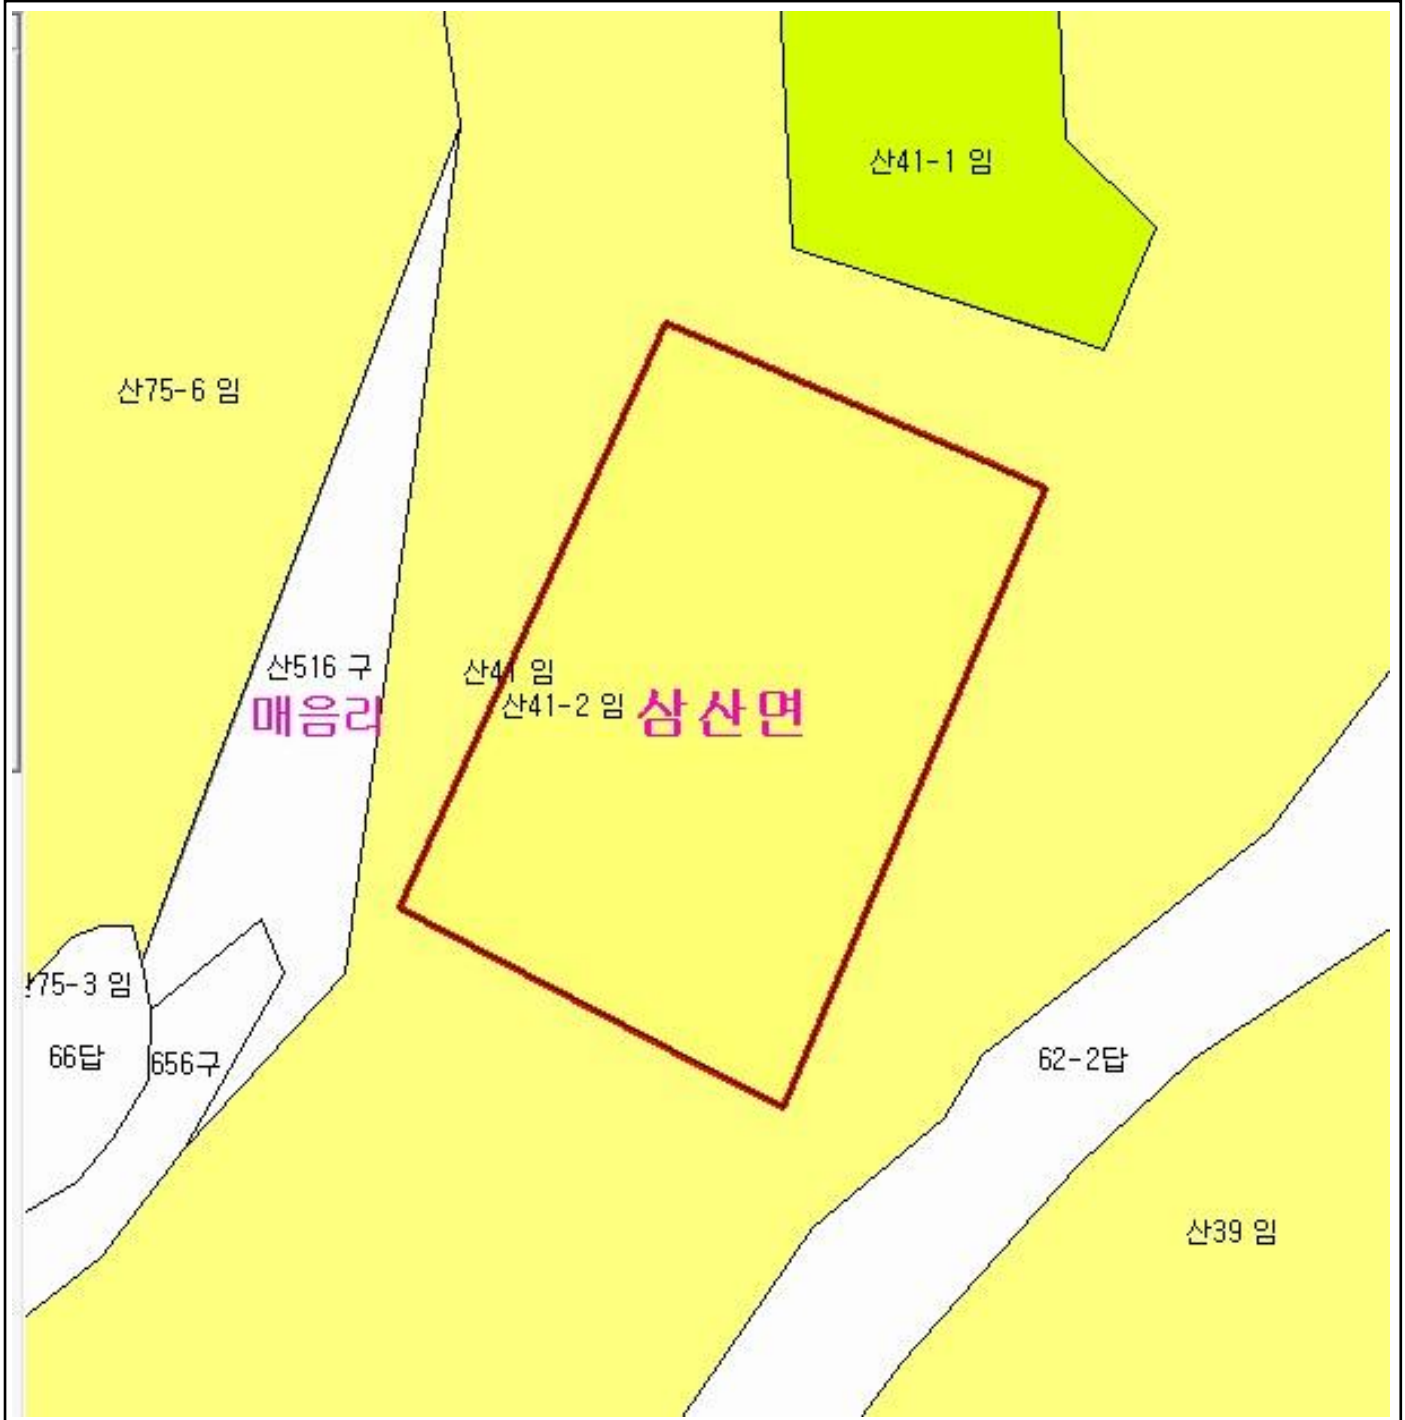 산41-1 임
산75-6 임
산516 구
산41 임
매음리
산41-2 임
삼산면
75-3 임
66답
656구
62-2답
산39 임